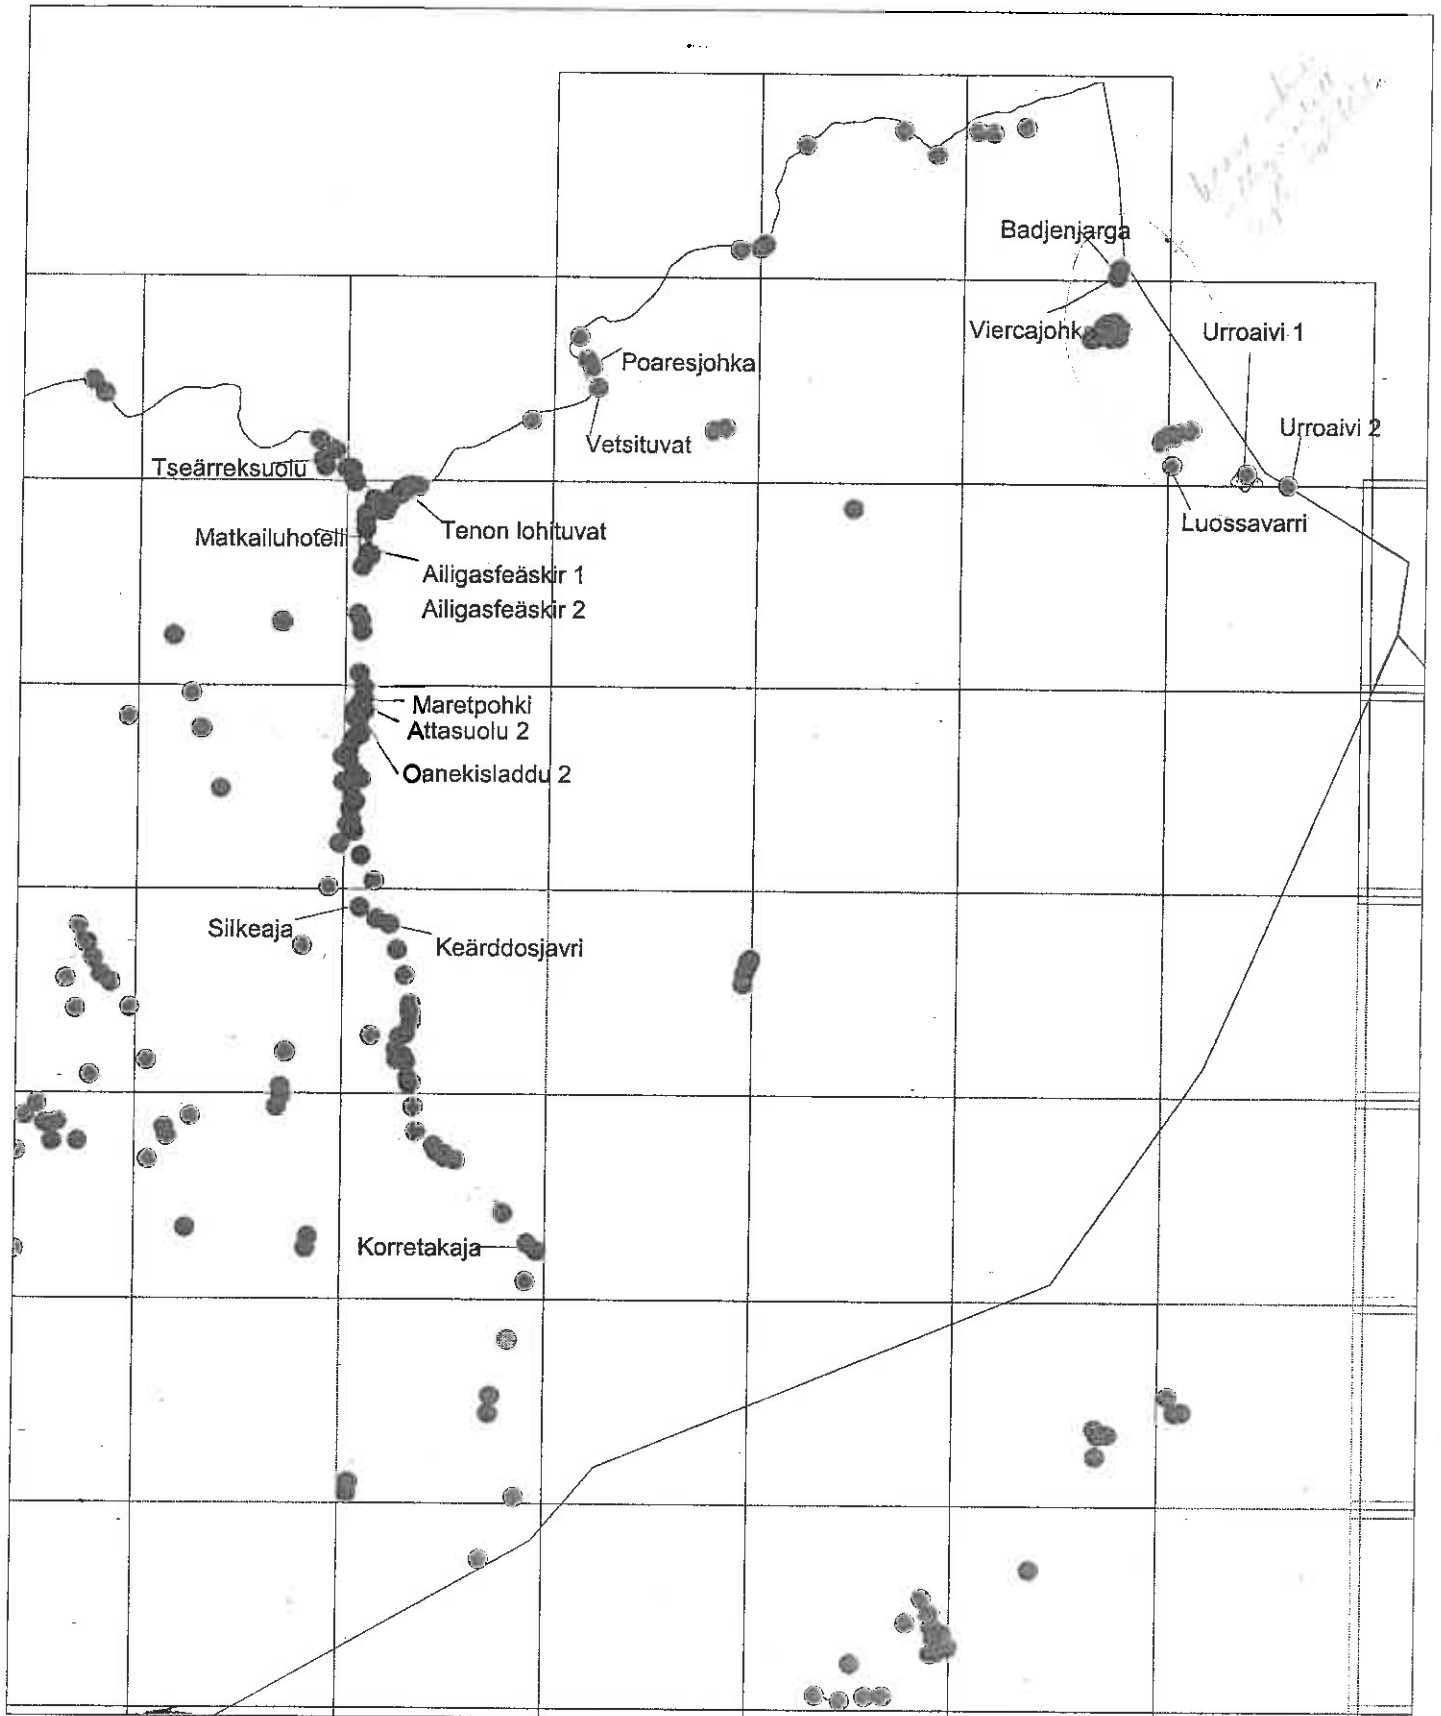 Badjenjarga
Viercajohka
Urroaivi 1
Poaresjohka
Urroaivi 2
Vetsituvat
Tseärreksuolu
Luossavarri
Tenon lohituvat
Matkailuhotelli
Ailigasfeäskir 1
Ailigasfeäskir 2
Maretpohki
Attasuolu 2
Oanekisladdu 2
Silkeaja
Keärddosjavri
Korretakaja